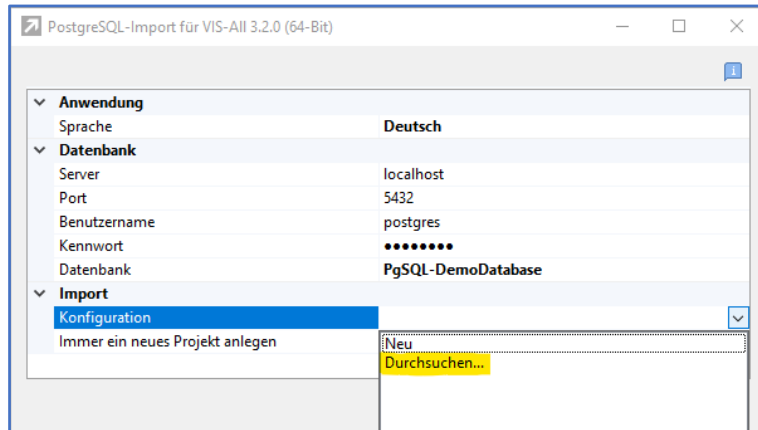 PostgreSQL-Import für VIS-All 3.2.0 (64-Bit)
Anwendung
Sprache Deutsch
Datenbank
Server localhost
Port 5432
Benutzername postgres
Kennwort ●●●●●●●●
Datenbank PgSQL-DemoDatabase
Import
Konfiguration
Immer ein neues Projekt anlegen
Neu
Durchsuchen...